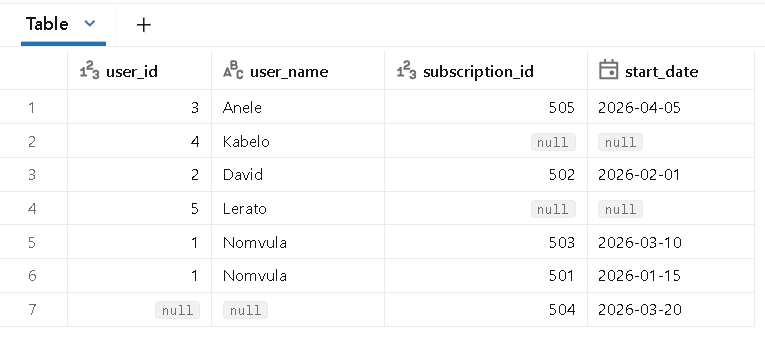 Table +
user_id user_name subscription_id start_date
1 3 Anele 505 2026-04-05
2 4 Kabelo null null
3 2 David 502 2026-02-01
4 5 Lerato null null
5 1 Nomvula 503 2026-03-10
6 1 Nomvula 501 2026-01-15
7 null null 504 2026-03-20